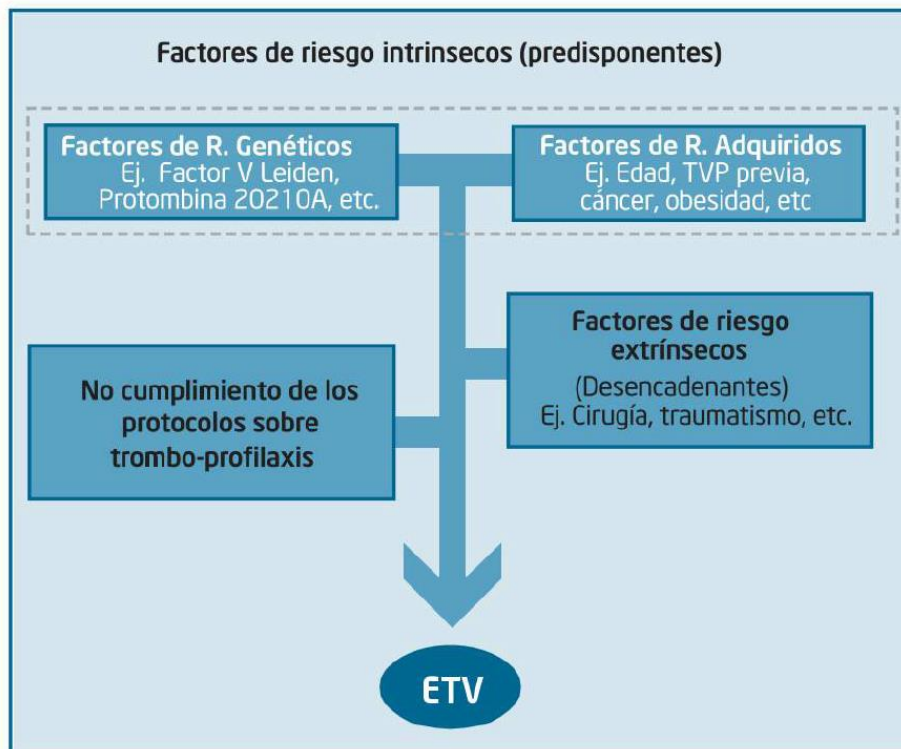 Factores de riesgo intrinsecos (predisponentes)
Factores de R. Genéticos
Ej. Factor V Leiden,
Protombina 20210A, etc.
Factores de R. Adquiridos
Ej. Edad, TVP previa,
cáncer, obesidad, etc
Factores de riesgo
extrínsecos
(Desencadenantes)
Ej. Cirugía, traumatismo, etc.
No cumplimiento de los
protocolos sobre
trombo-profilaxis
ETV